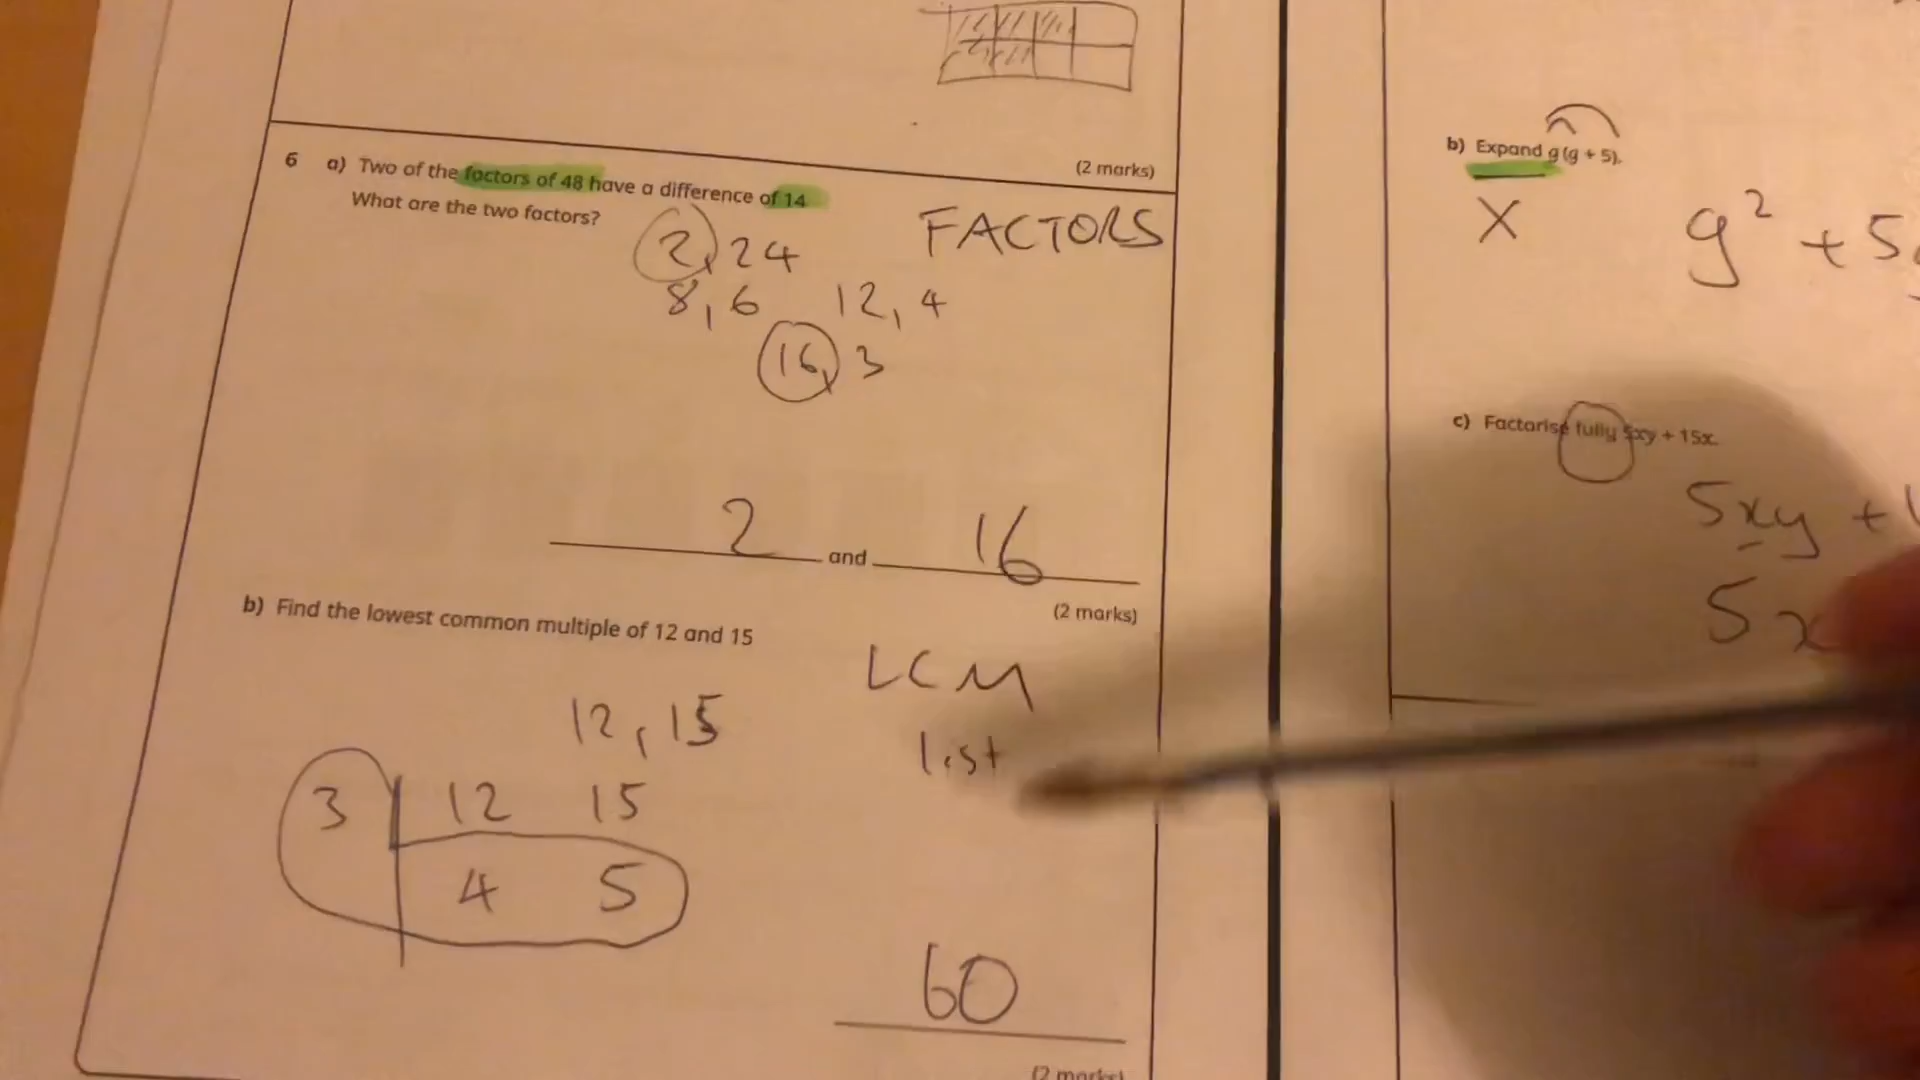 (2 marks)
6 a) Two of the factors of 48 have a difference of 14
What are the two factors?
FACTORS
2, 24
8, 6 12, 4
16, 3
2 and 16
(2 marks)
b) Find the lowest common multiple of 12 and 15
LCM
12, 15
list
3 12 15
4 5
60
(2 marks)
b) Expand g(g + 5).
X g² + 5
c) Factorise fully 5xy + 15x.
5xy +
5x